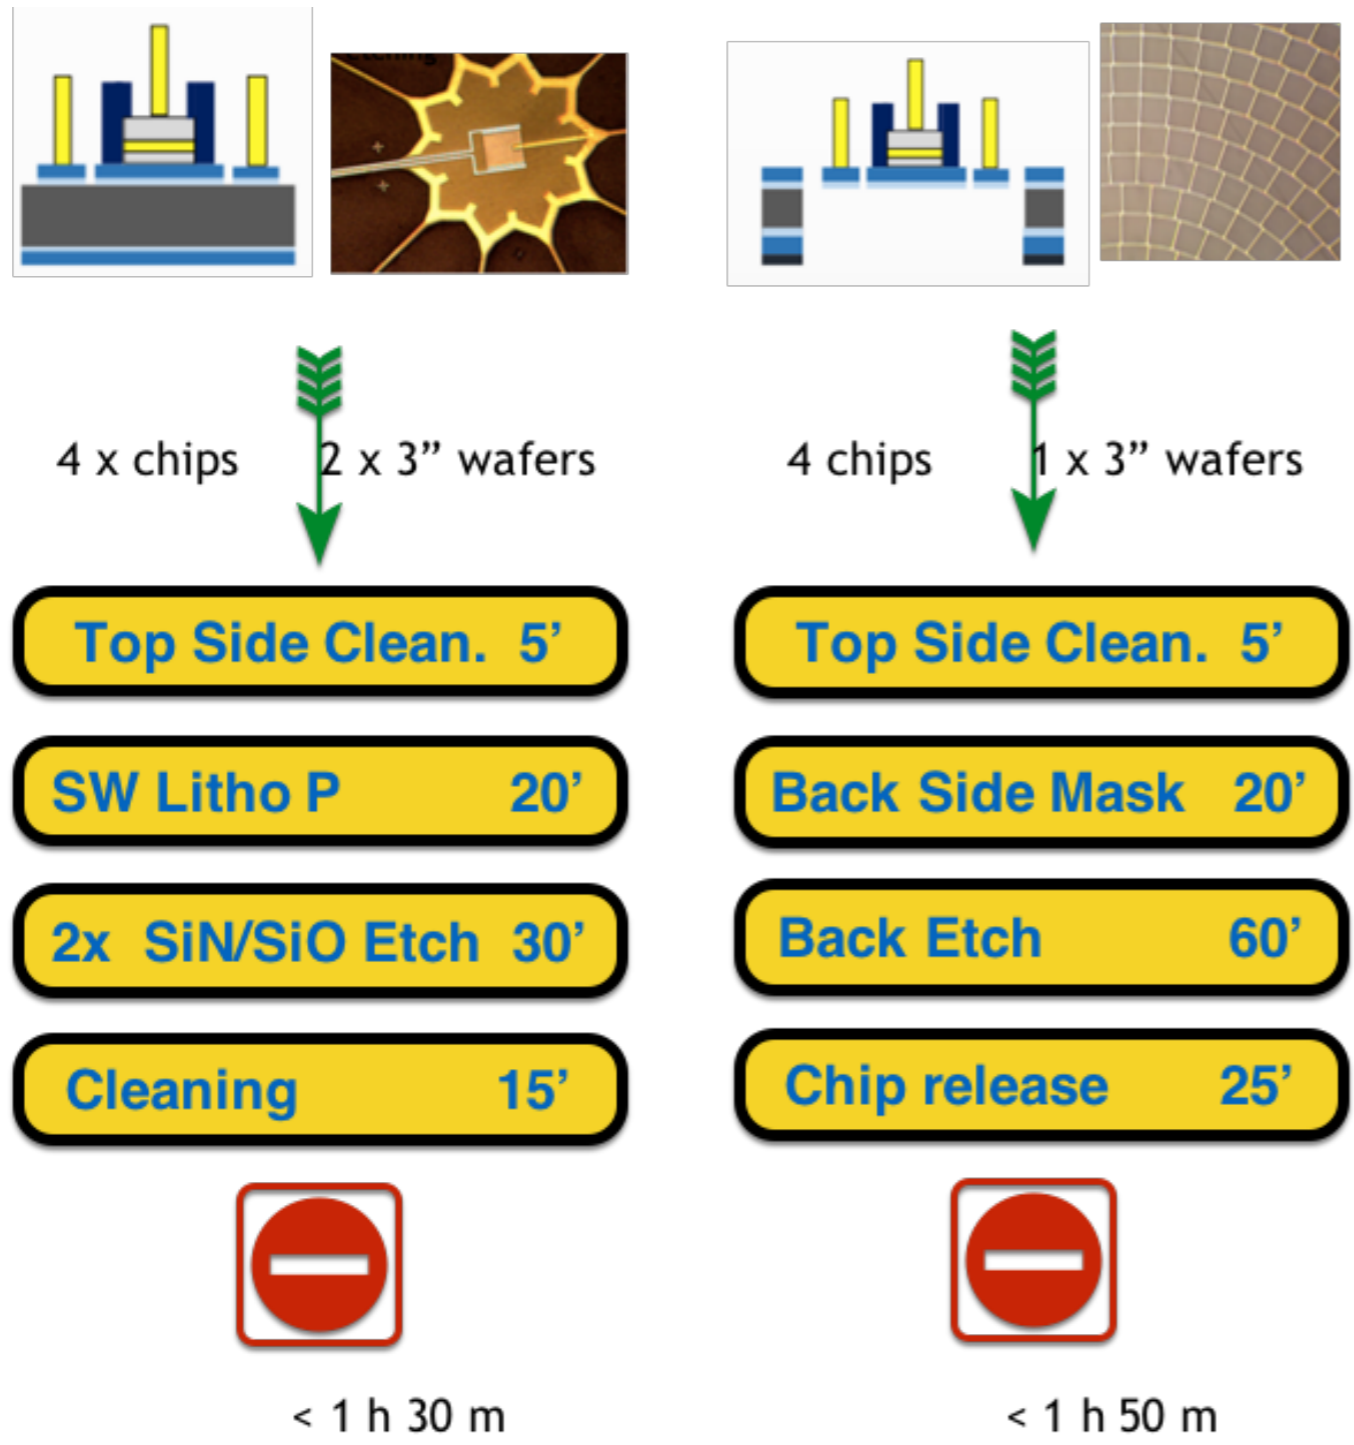 etching
4 x chips
2 x 3” wafers
Top Side Clean. 5’
SW Litho P 20’
2x SiN/SiO Etch 30’
Cleaning 15’
< 1 h 30 m
4 chips
1 x 3” wafers
Top Side Clean. 5’
Back Side Mask 20’
Back Etch 60’
Chip release 25’
< 1 h 50 m